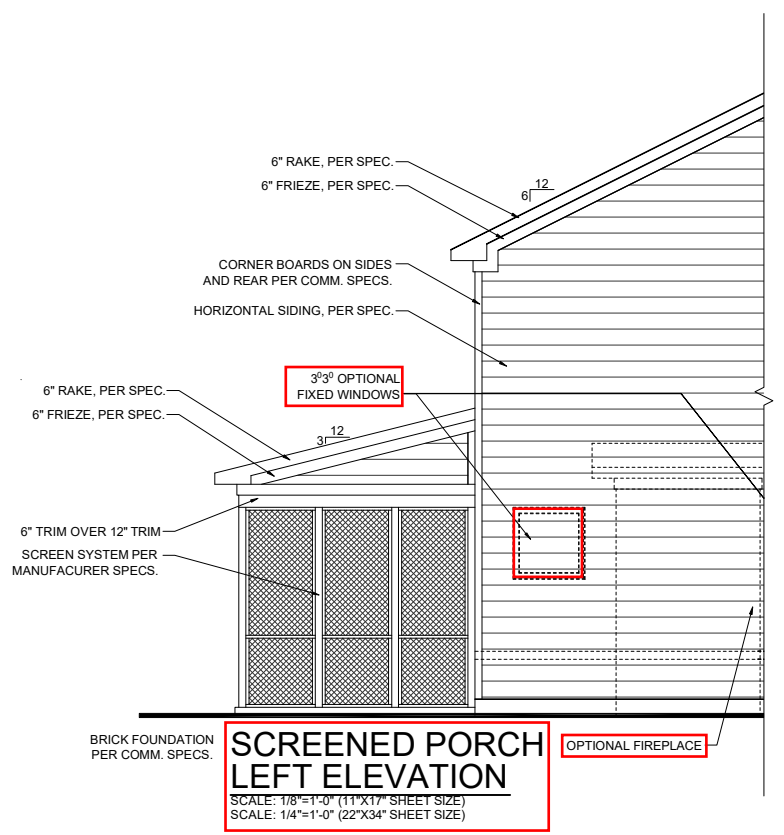 6" RAKE, PER SPEC.
6" FRIEZE, PER SPEC.
12
6
CORNER BOARDS ON SIDES
AND REAR PER COMM. SPECS.
HORIZONTAL SIDING, PER SPEC.
3⁰3⁰ OPTIONAL
FIXED WINDOWS
6" RAKE, PER SPEC.
6" FRIEZE, PER SPEC.
12
3
6" TRIM OVER 12" TRIM
SCREEN SYSTEM PER
MANUFACURER SPECS.
BRICK FOUNDATION
PER COMM. SPECS.
SCREENED PORCH
LEFT ELEVATION
SCALE: 1/8"=1'-0" (11"X17" SHEET SIZE)
SCALE: 1/4"=1'-0" (22"X34" SHEET SIZE)
OPTIONAL FIREPLACE